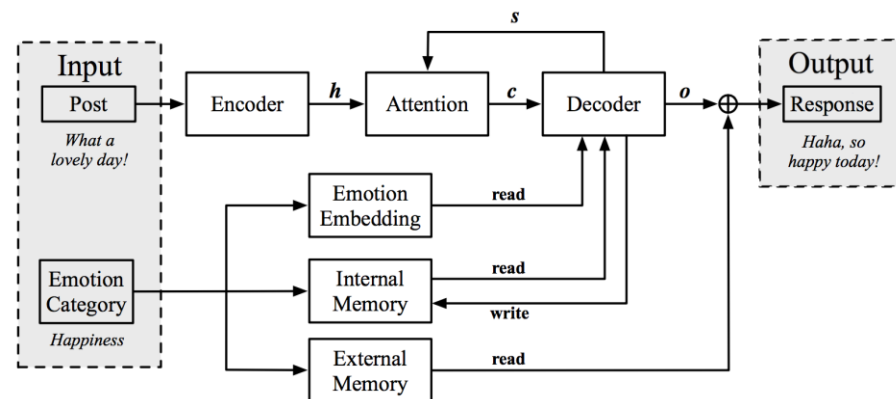 s
Input
Output
Post
Encoder
h
Attention
c
Decoder
o
Response
What a
lovely day!
Haha, so
happy today!
Emotion
Embedding
read
Emotion
Category
Internal
Memory
read
write
Happiness
External
Memory
read